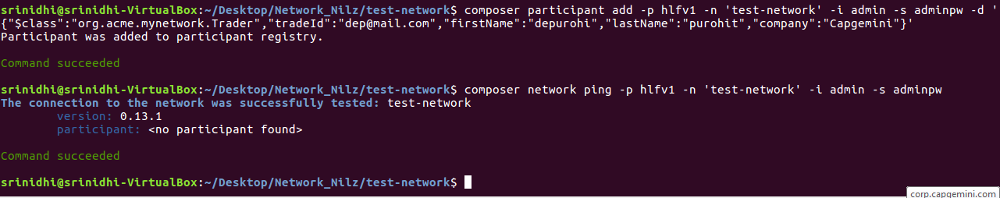 srinidhi@srinidhi-VirtualBox:~/Desktop/Network_Nilz/test-network$ composer participant add -p hlfv1 -n 'test-network' -i admin -s adminpw -d '
{"$class":"org.acme.mynetwork.Trader","tradeId":"dep@mail.com","firstName":"depurohi","lastName":"purohit","company":"Capgemini"}'
Participant was added to participant registry.
Command succeeded
srinidhi@srinidhi-VirtualBox:~/Desktop/Network_Nilz/test-network$ composer network ping -p hlfv1 -n 'test-network' -i admin -s adminpw
The connection to the network was successfully tested: test-network
version: 0.13.1
participant: <no participant found>
Command succeeded
srinidhi@srinidhi-VirtualBox:~/Desktop/Network_Nilz/test-network$
corp.capgemini.com